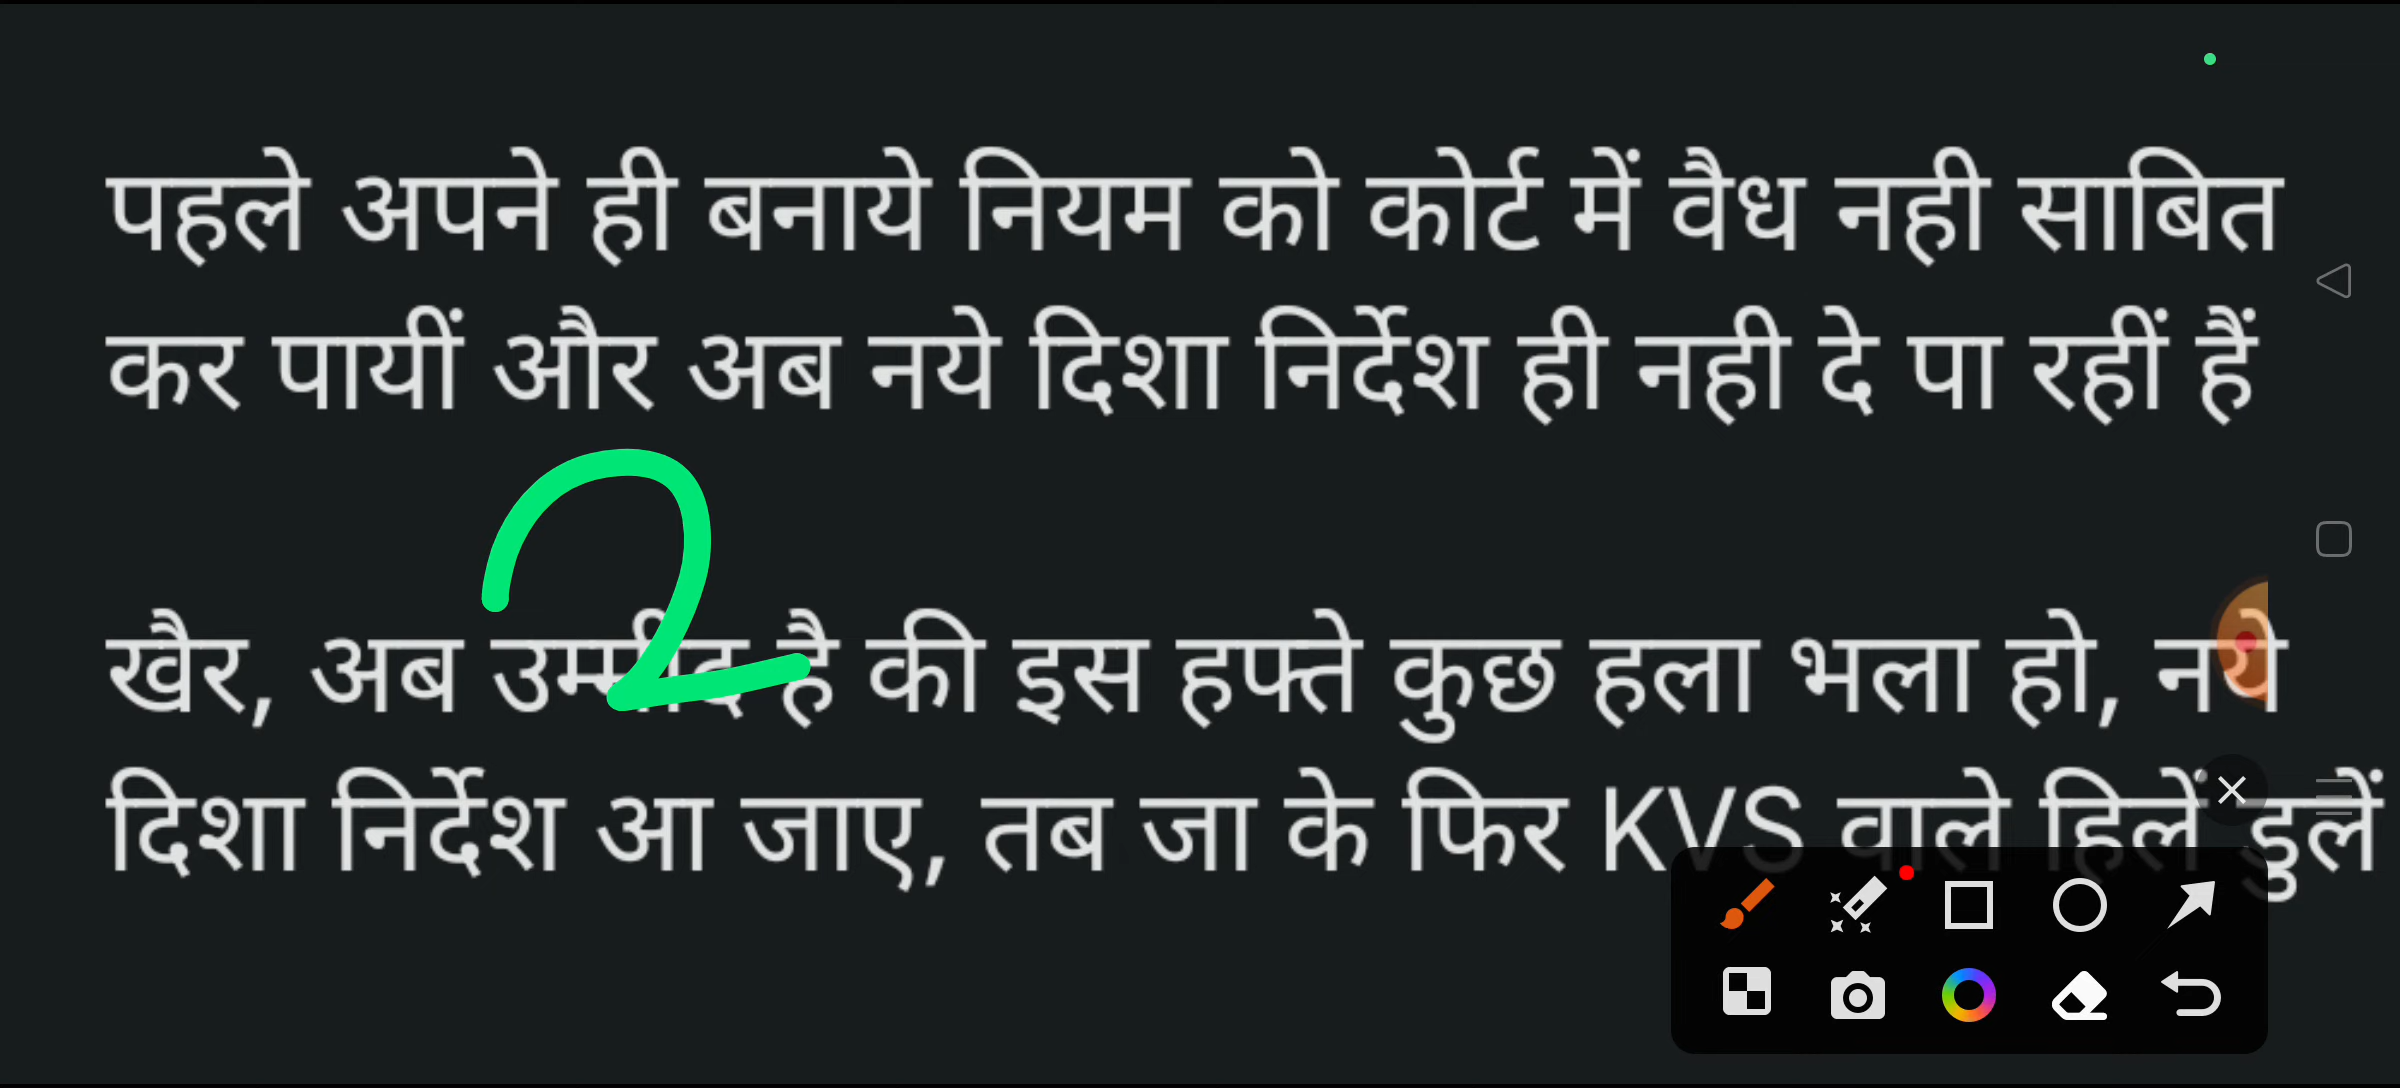 पहले अपने ही बनाये नियम को कोर्ट में वैध नही साबित
कर पायीं और अब नये दिशा निर्देश ही नही दे पा रहीं हैं
2
खैर, अब उम्मीद है की इस हफ्ते कुछ हला भला हो, नये
दिशा निर्देश आ जाए, तब जा के फिर KVS वाले हिलें डुलें